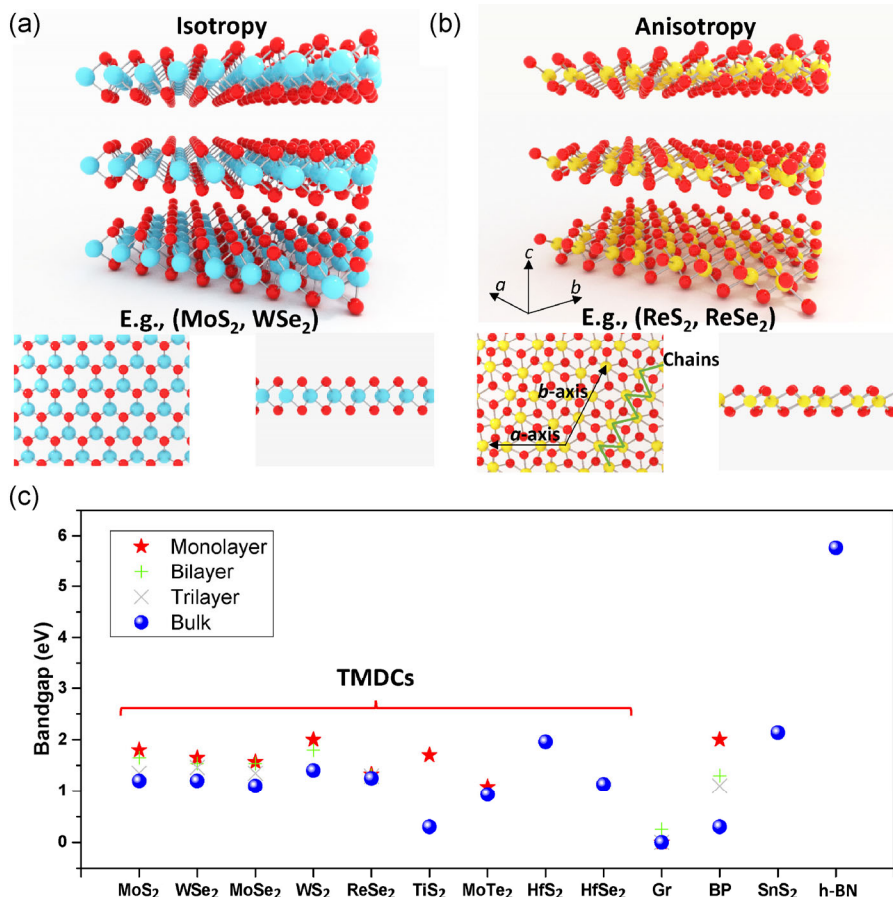 (a)
Isotropy
E.g., (MoS₂, WSe₂)
(b)
Anisotropy
c
a
b
E.g., (ReS₂, ReSe₂)
Chains
b-axis
a-axis
(c)
Bandgap (eV)
6
5
4
3
2
1
0
Monolayer
Bilayer
Trilayer
Bulk
TMDCs
MoS₂ WSe₂ MoSe₂ WS₂ ReSe₂ TiS₂ MoTe₂ HfS₂ HfSe₂ Gr BP SnS₂ h-BN